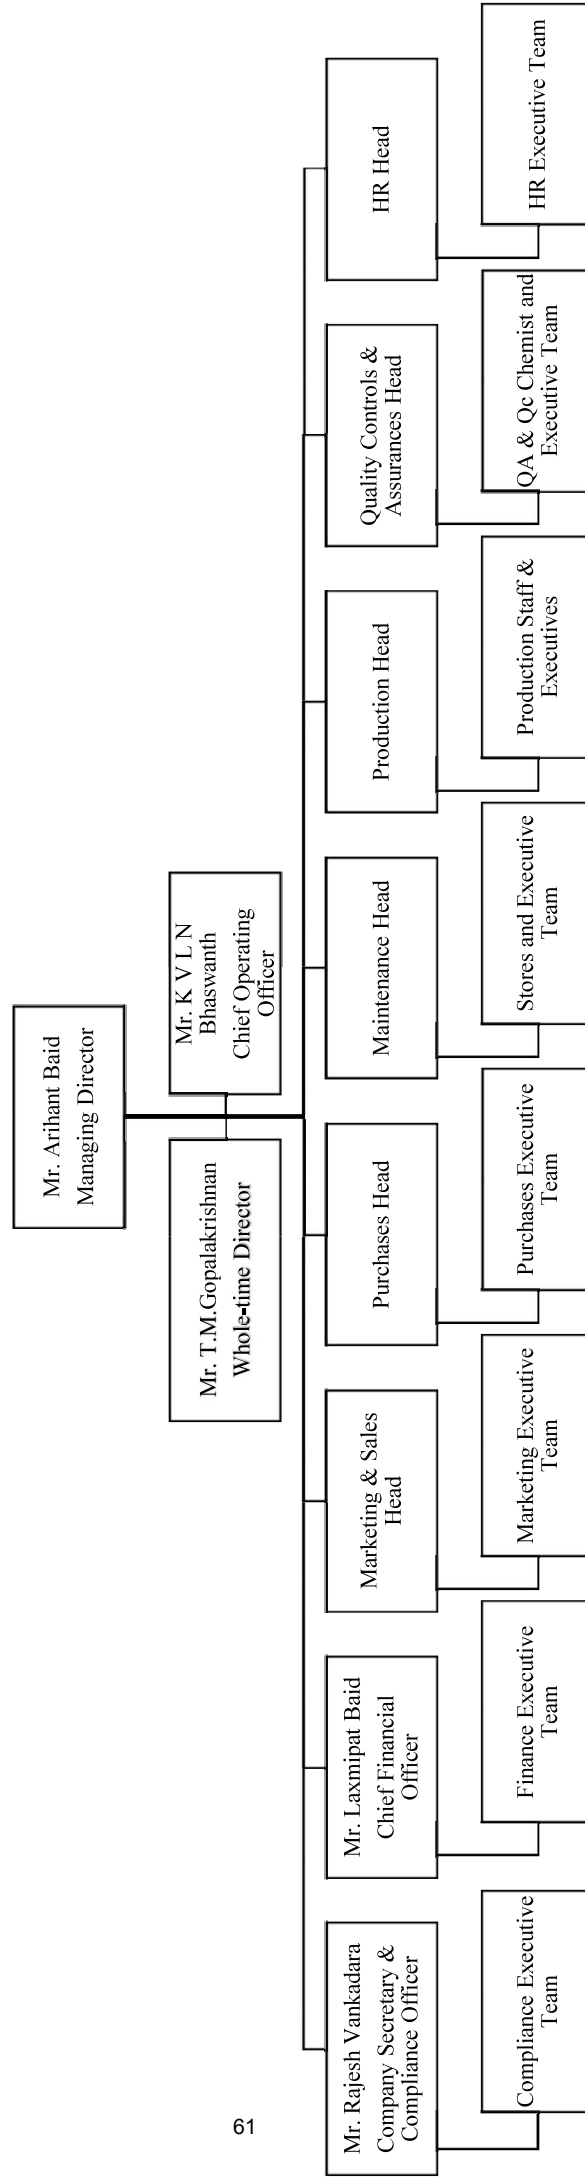 Mr. Arihant Baid
Managing Director
Mr. T.M.Gopalakrishnan
Whole-time Director
Mr. K V L N
Bhaswanth
Chief Operating
Officer
Mr. Rajesh Vankadara
Company Secretary &
Compliance Officer
Mr. Laxmipat Baid
Chief Financial
Officer
Marketing & Sales
Head
Purchases Head
Maintenance Head
Production Head
Quality Controls &
Assurances Head
HR Head
Compliance Executive
Team
Finance Executive
Team
Marketing Executive
Team
Purchases Executive
Team
Stores and Executive
Team
Production Staff &
Executives
QA & Qc Chemist and
Executive Team
HR Executive Team
61